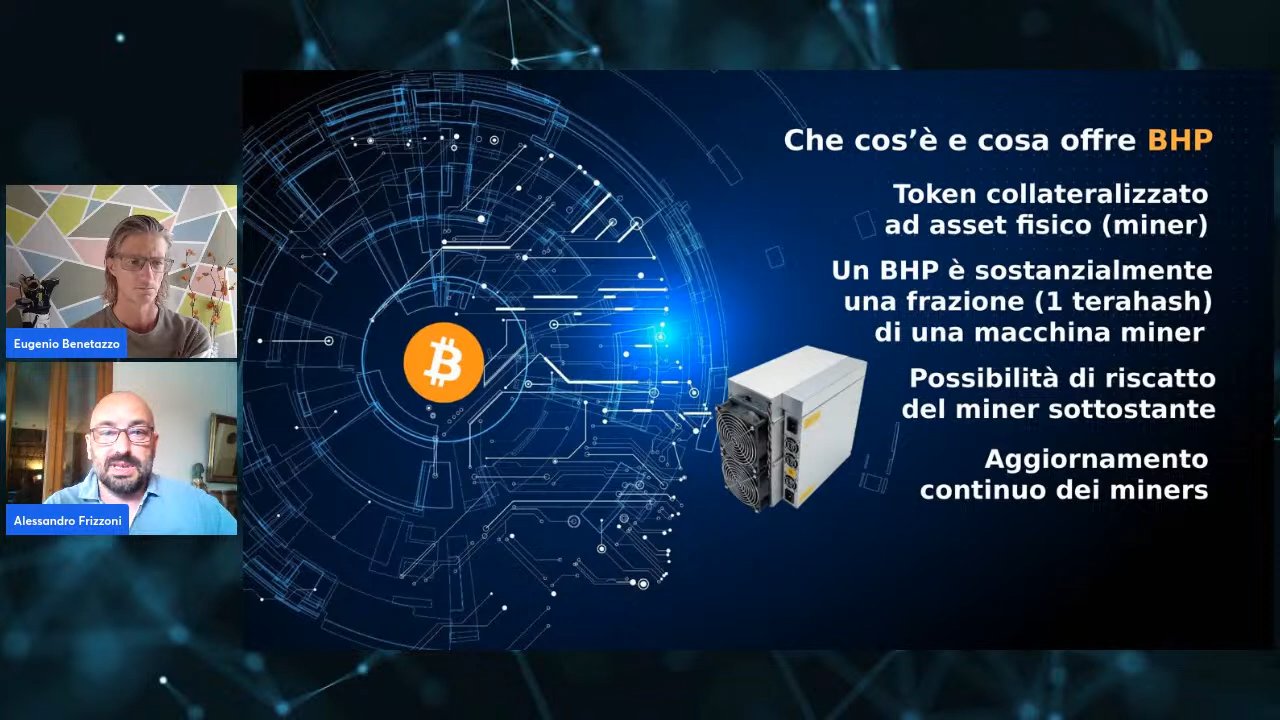 Che cos’è e cosa offre BHP
Token collateralizzato
ad asset fisico (miner)
Un BHP è sostanzialmente
una frazione (1 terahash)
di una macchina miner
Possibilità di riscatto
del miner sottostante
Aggiornamento
continuo dei miners
Eugenio Benetazzo
Alessandro Frizzoni